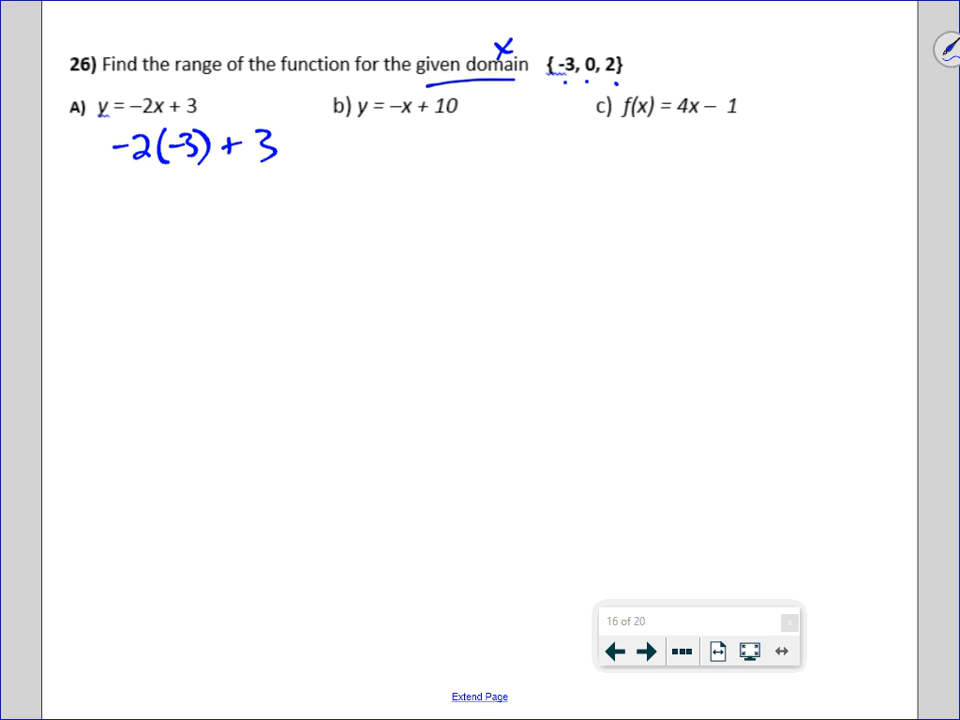 x
26) Find the range of the function for the given domain { -3, 0, 2}
A) y = –2x + 3 b) y = –x + 10 c) f(x) = 4x – 1
-2(-3) + 3
16 of 20
x
Extend Page